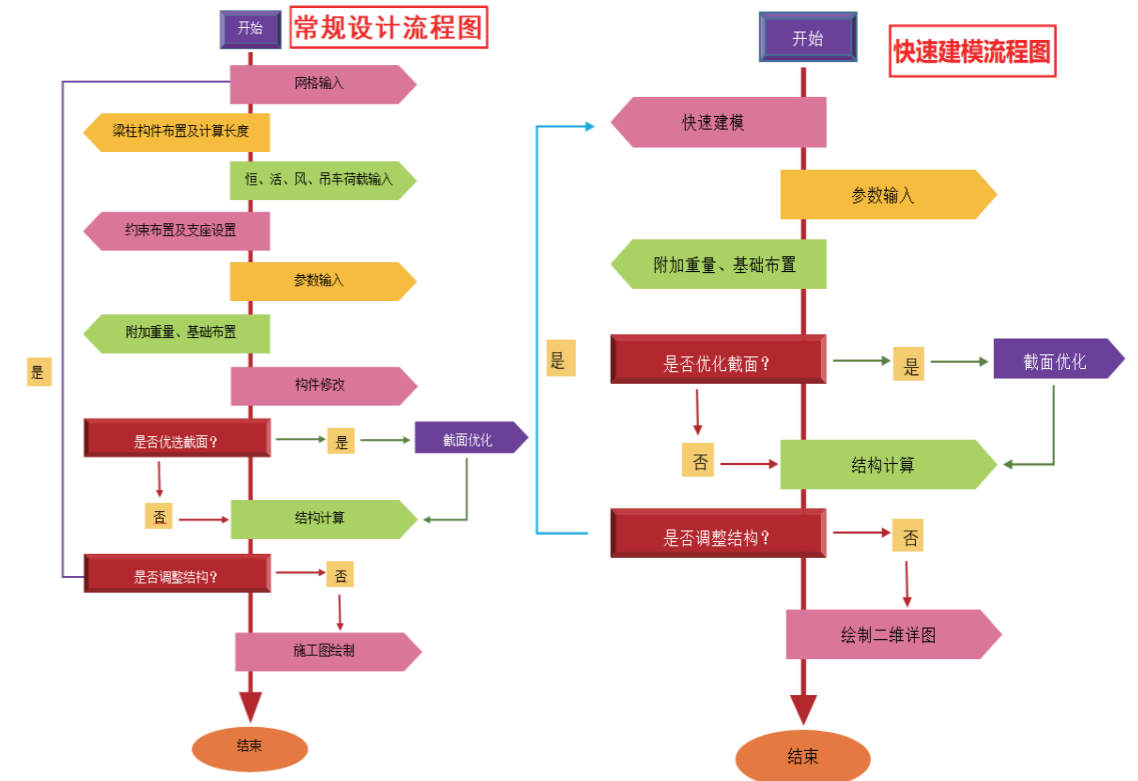 开始
常规设计流程图
网格输入
梁柱构件布置及计算长度
恒、活、风、吊车荷载输入
约束布置及支座设置
参数输入
附加重量、基础布置
是
构件修改
是否优选截面？
是
截面优化
否
结构计算
是否调整结构？
否
施工图绘制
结束
开始
快速建模流程图
快速建模
参数输入
附加重量、基础布置
是
是否优化截面？
是
截面优化
否
结构计算
是否调整结构？
否
绘制二维详图
结束